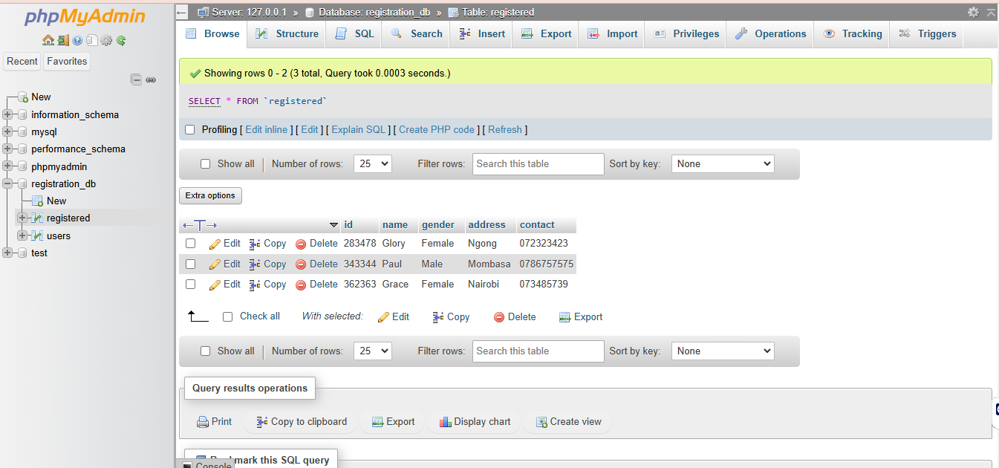 phpMyAdmin
Recent Favorites
New
information_schema
mysql
performance_schema
phpmyadmin
registration_db
New
registered
users
test
Server: 127.0.0.1 » Database: registration_db » Table: registered
Browse Structure SQL Search Insert Export Import Privileges Operations Tracking Triggers
Showing rows 0 - 2 (3 total, Query took 0.0003 seconds.)
SELECT * FROM `registered`
Profiling [ Edit inline ] [ Edit ] [ Explain SQL ] [ Create PHP code ] [ Refresh ]
Show all Number of rows: 25 Filter rows: Search this table Sort by key: None
Extra options
←T→ id name gender address contact
Edit Copy Delete 283478 Glory Female Ngong 072323423
Edit Copy Delete 343344 Paul Male Mombasa 0786757575
Edit Copy Delete 362363 Grace Female Nairobi 073485739
Check all With selected: Edit Copy Delete Export
Show all Number of rows: 25 Filter rows: Search this table Sort by key: None
Query results operations
Print Copy to clipboard Export Display chart Create view
mark this SQL query
Console